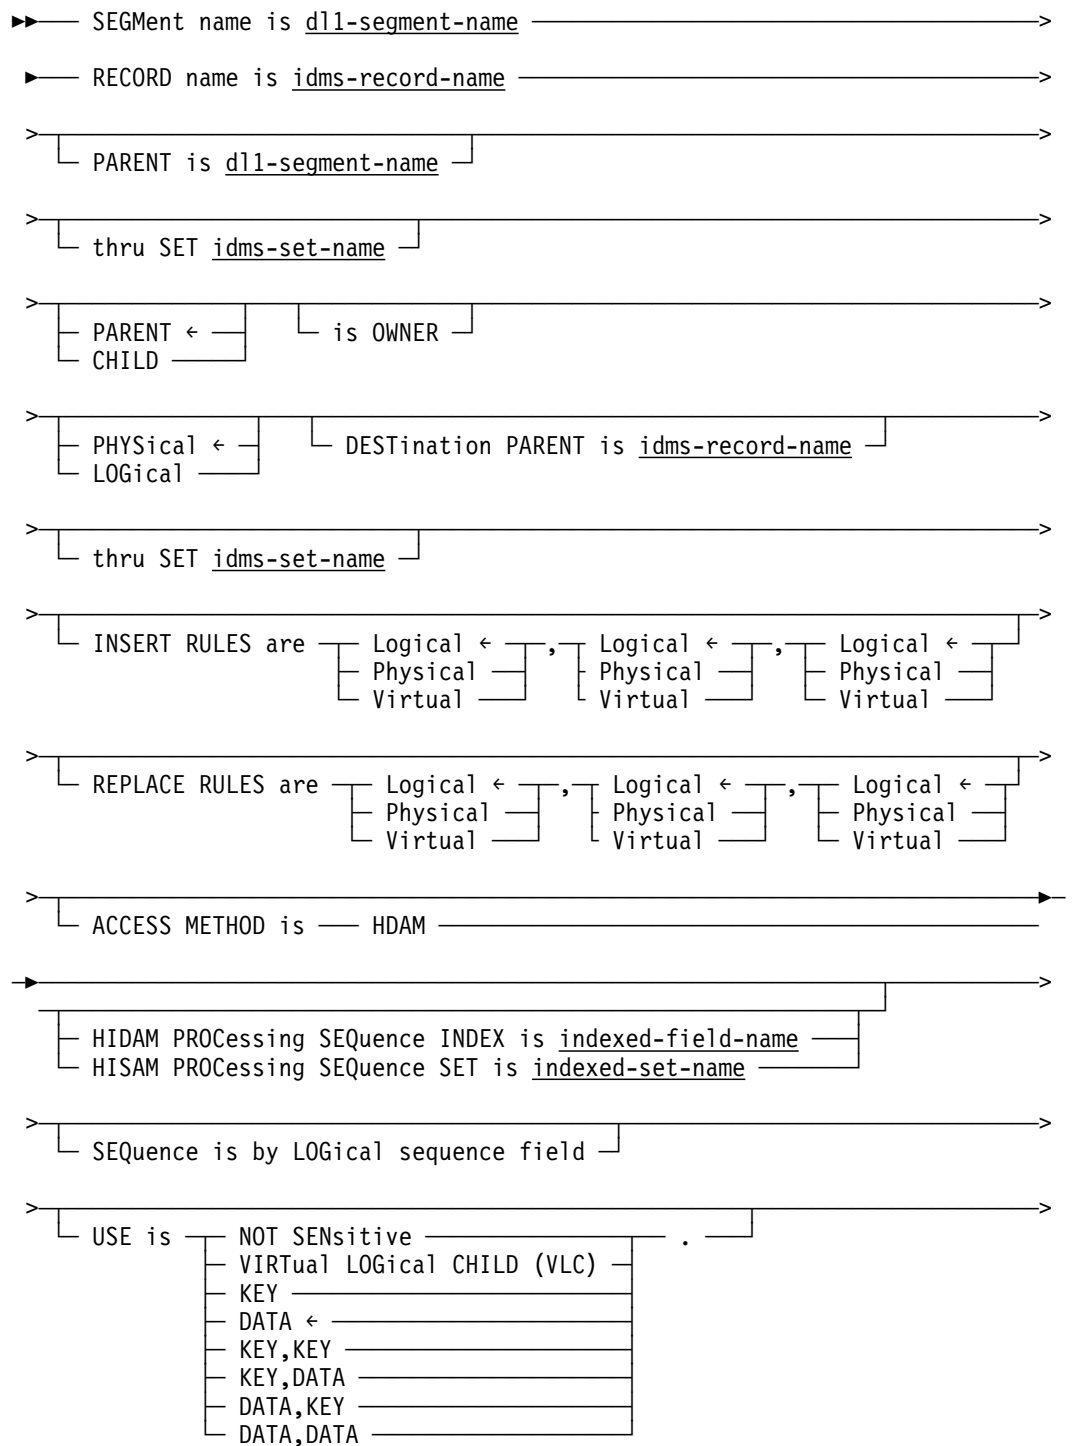 SEGMent name is dl1-segment-name
RECORD name is idms-record-name
PARENT is dl1-segment-name
thru SET idms-set-name
PARENT ← is OWNER
CHILD
PHYSical ← DESTination PARENT is idms-record-name
LOGical
thru SET idms-set-name
INSERT RULES are Logical ← , Logical ← , Logical ←
Physical Physical Physical
Virtual Virtual Virtual
REPLACE RULES are Logical ← , Logical ← , Logical ←
Physical Physical Physical
Virtual Virtual Virtual
ACCESS METHOD is HDAM
HIDAM PROCessing SEQuence INDEX is indexed-field-name
HISAM PROCessing SEQuence SET is indexed-set-name
SEQuence is by LOGical sequence field
USE is NOT SENsitive .
VIRTual LOGical CHILD (VLC)
KEY
DATA ←
KEY,KEY
KEY,DATA
DATA,KEY
DATA,DATA